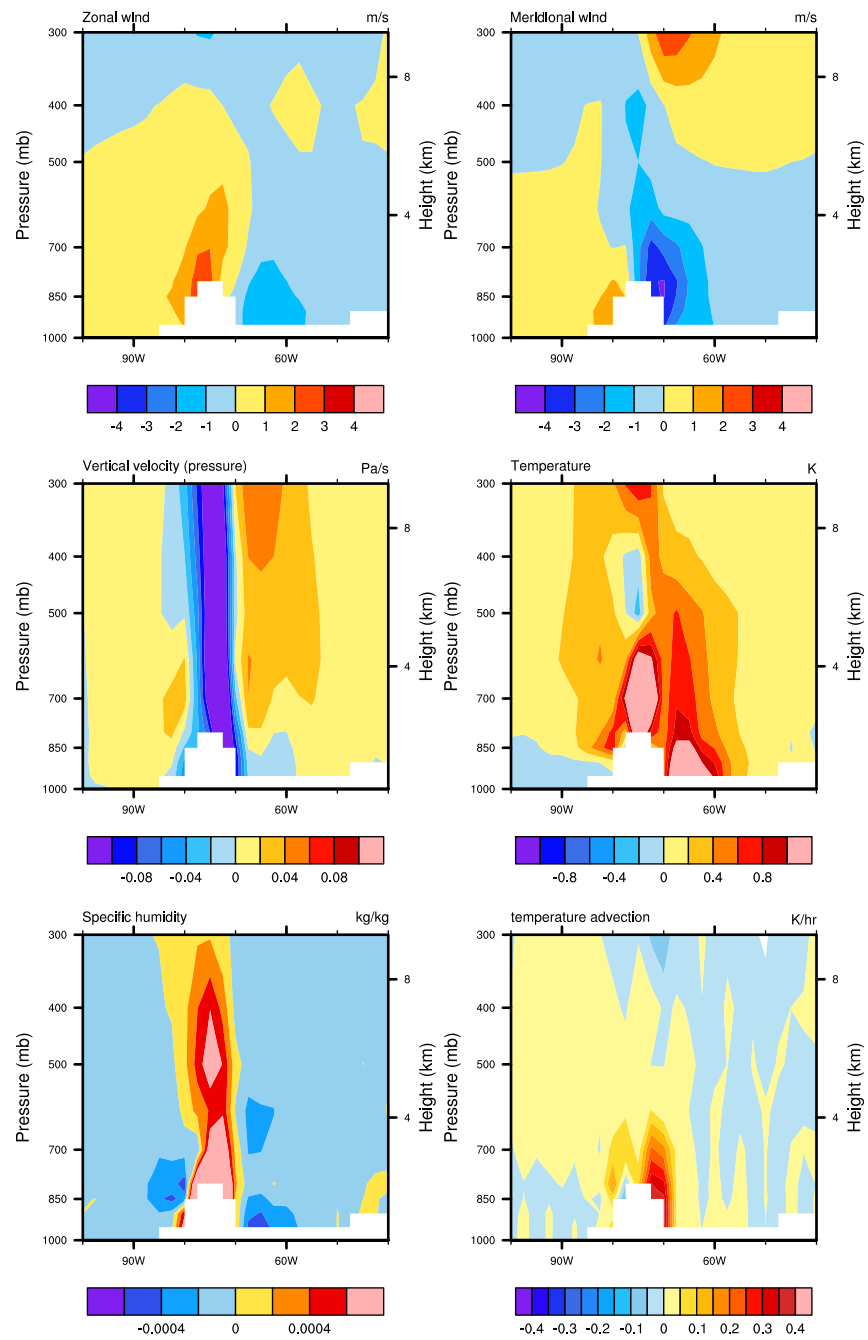 Zonal wind m/s
300
400
500
700
850
1000
Pressure (mb)
8
4
Height (km)
90W 60W
-4 -3 -2 -1 0 1 2 3 4
Meridional wind m/s
300
400
500
700
850
1000
Pressure (mb)
8
4
Height (km)
90W 60W
-4 -3 -2 -1 0 1 2 3 4
Vertical velocity (pressure) Pa/s
300
400
500
700
850
1000
Pressure (mb)
8
4
Height (km)
90W 60W
-0.08 -0.04 0 0.04 0.08
Temperature K
300
400
500
700
850
1000
Pressure (mb)
8
4
Height (km)
90W 60W
-0.8 -0.4 0 0.4 0.8
Specific humidity kg/kg
300
400
500
700
850
1000
Pressure (mb)
8
4
Height (km)
90W 60W
-0.0004 0 0.0004
temperature advection K/hr
300
400
500
700
850
1000
Pressure (mb)
8
4
Height (km)
90W 60W
-0.4 -0.3 -0.2 -0.1 0 0.1 0.2 0.3 0.4